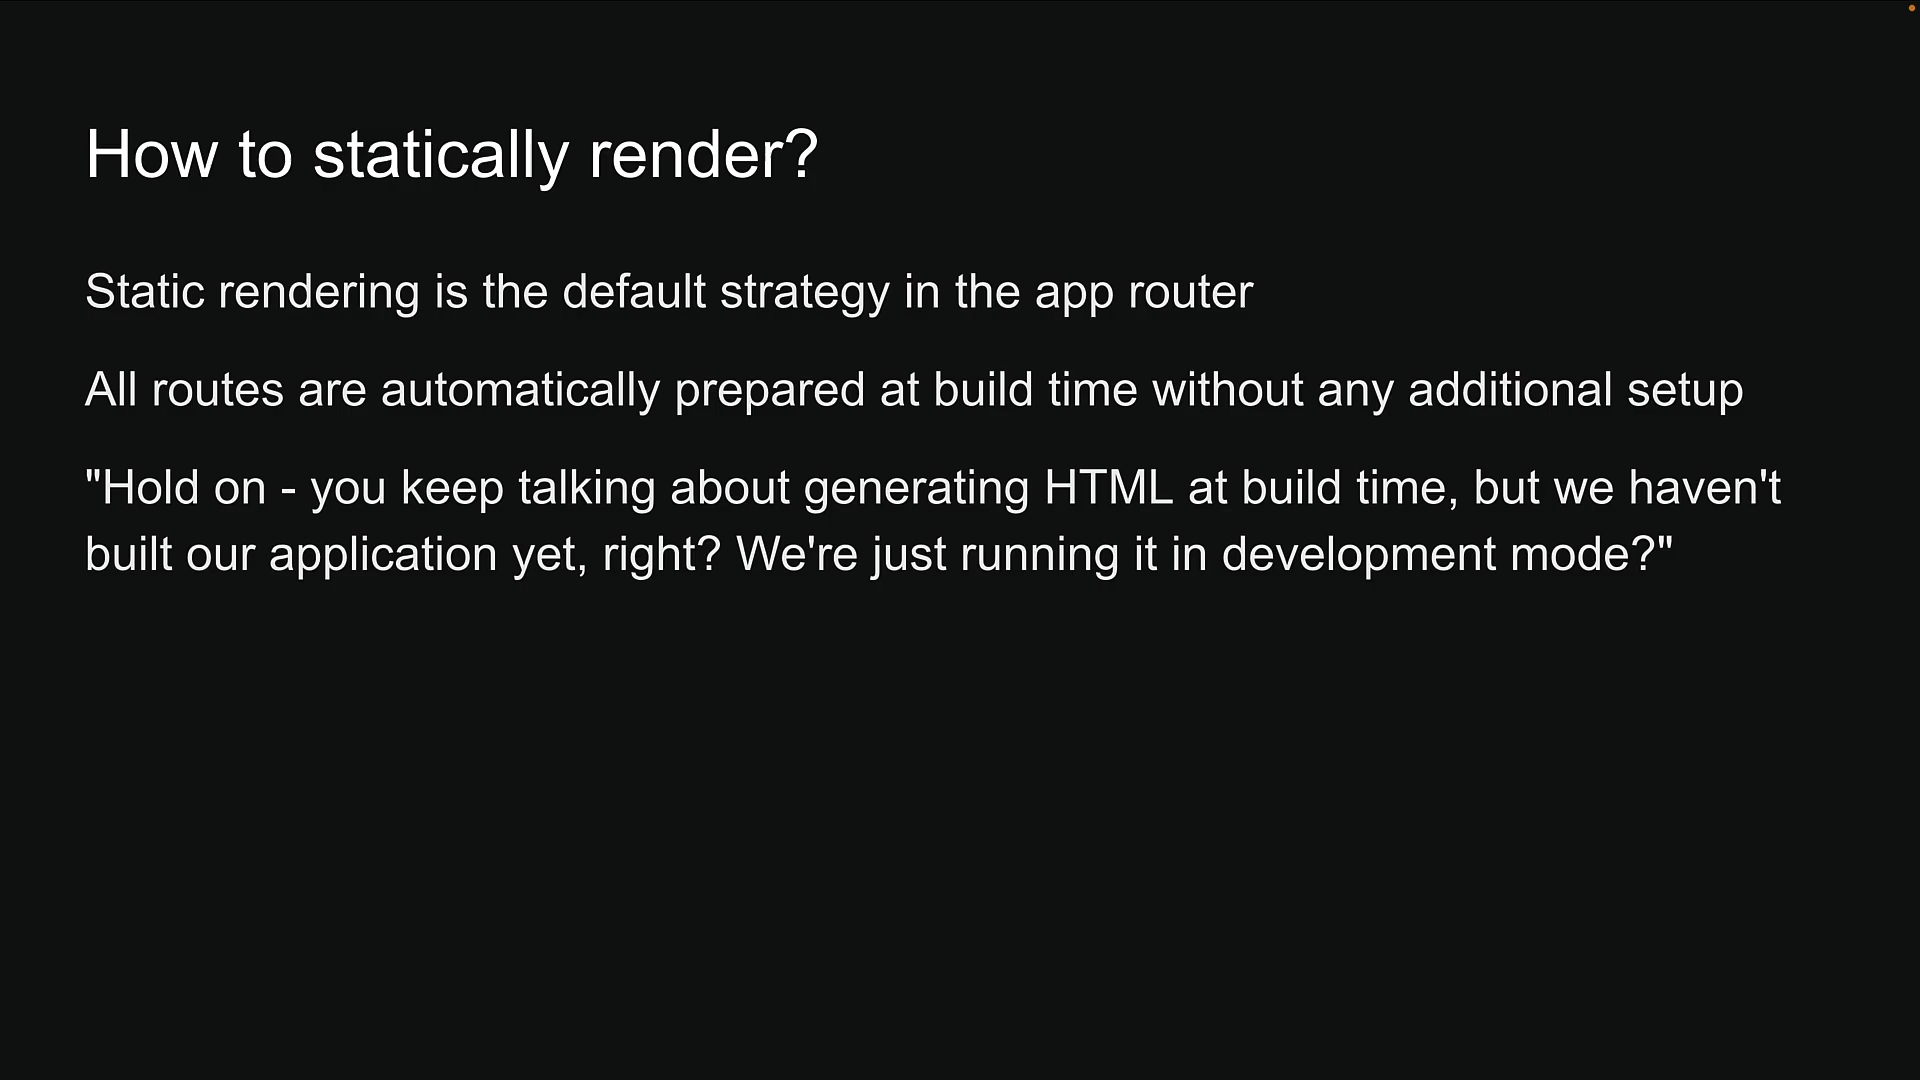 How to statically render?
Static rendering is the default strategy in the app router
All routes are automatically prepared at build time without any additional setup
"Hold on - you keep talking about generating HTML at build time, but we haven't
built our application yet, right? We're just running it in development mode?"